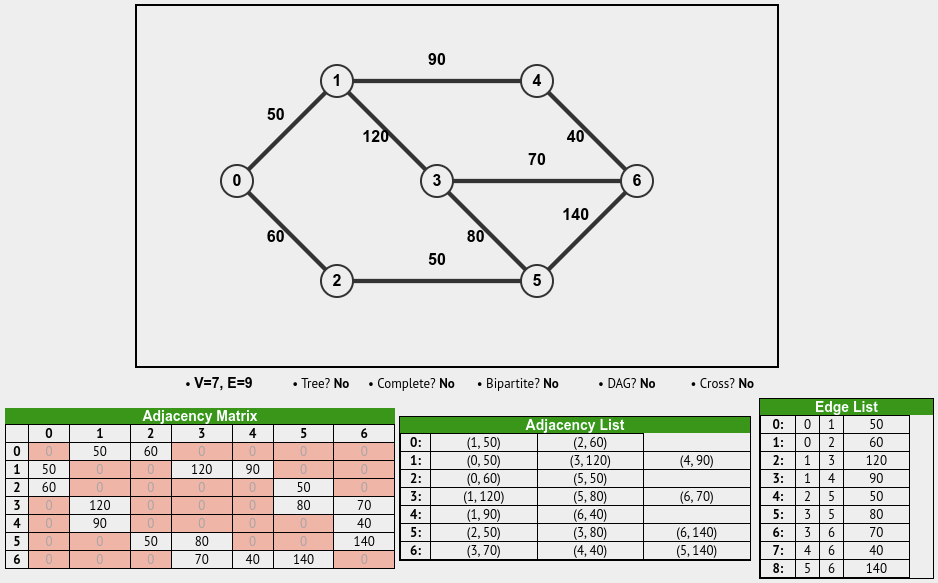 90
1
4
50
120
40
70
0
3
6
140
60
80
50
2
5
• V=7, E=9 • Tree? No • Complete? No • Bipartite? No • DAG? No • Cross? No
Adjacency Matrix
0 1 2 3 4 5 6
0 0 50 60 0 0 0 0
1 50 0 0 120 90 0 0
2 60 0 0 0 0 50 0
3 0 120 0 0 0 80 70
4 0 90 0 0 0 0 40
5 0 0 50 80 0 0 140
6 0 0 0 70 40 140 0
Adjacency List
0: (1, 50) (2, 60)
1: (0, 50) (3, 120) (4, 90)
2: (0, 60) (5, 50)
3: (1, 120) (5, 80) (6, 70)
4: (1, 90) (6, 40)
5: (2, 50) (3, 80) (6, 140)
6: (3, 70) (4, 40) (5, 140)
Edge List
0: 0 1 50
1: 0 2 60
2: 1 3 120
3: 1 4 90
4: 2 5 50
5: 3 5 80
6: 3 6 70
7: 4 6 40
8: 5 6 140